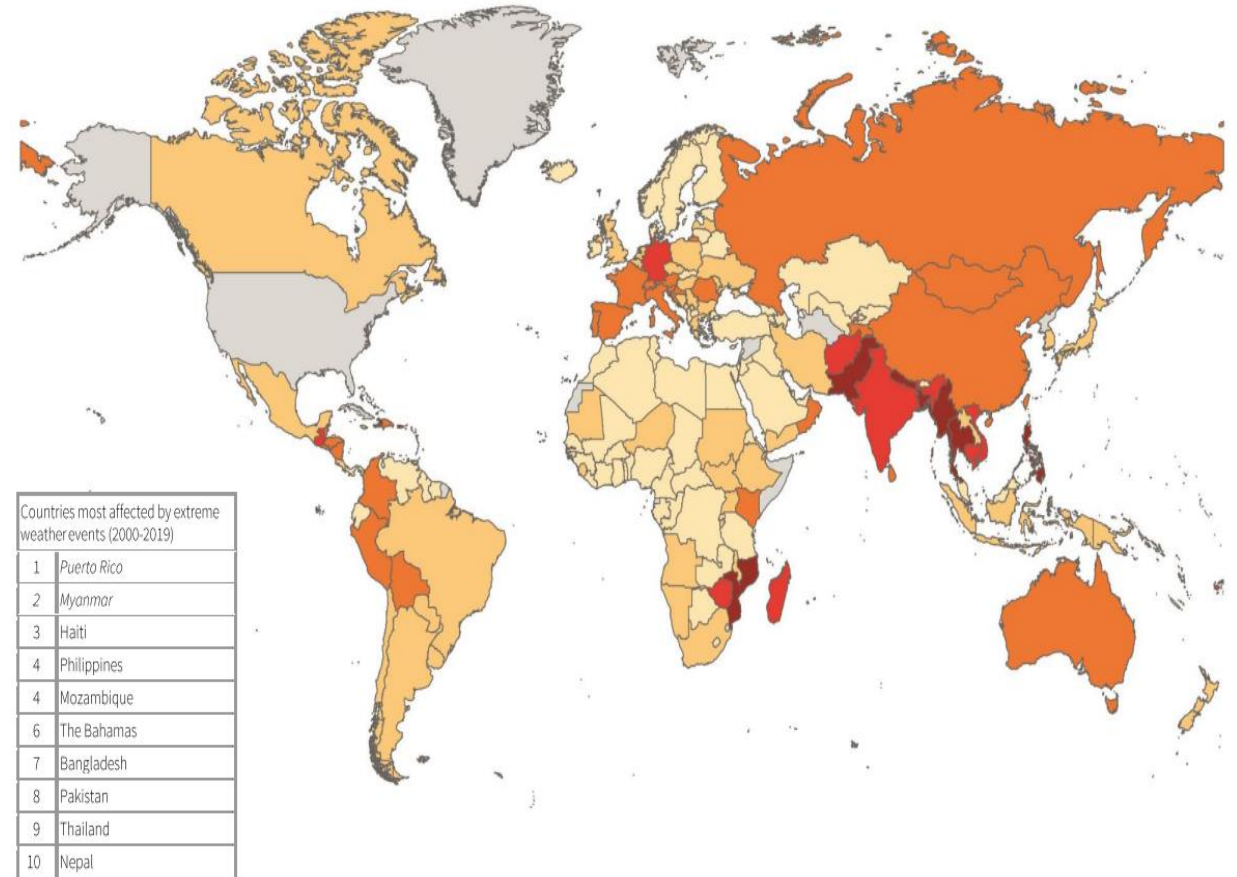 Countries most affected by extreme
weather events (2000-2019)
1 Puerto Rico
2 Myanmar
3 Haiti
4 Philippines
4 Mozambique
6 The Bahamas
7 Bangladesh
8 Pakistan
9 Thailand
10 Nepal